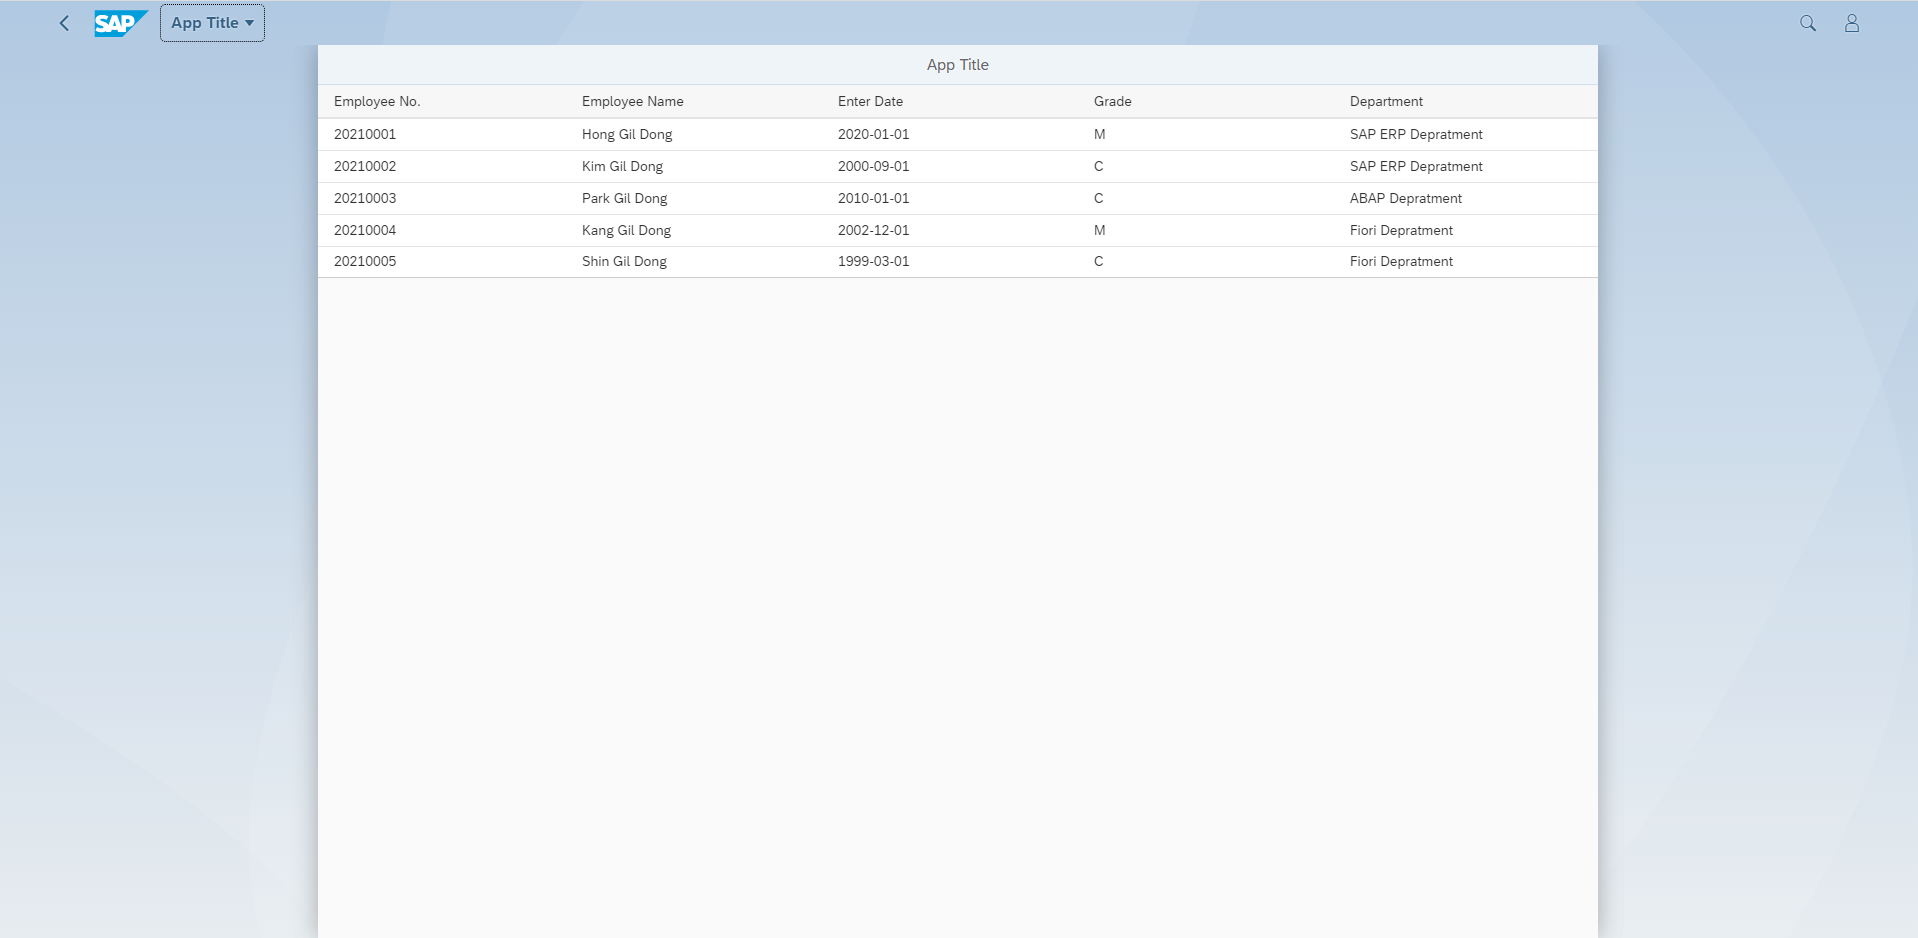 SAP App Title
App Title
Employee No. Employee Name Enter Date Grade Department
20210001 Hong Gil Dong 2020-01-01 M SAP ERP Depratment
20210002 Kim Gil Dong 2000-09-01 C SAP ERP Depratment
20210003 Park Gil Dong 2010-01-01 C ABAP Depratment
20210004 Kang Gil Dong 2002-12-01 M Fiori Depratment
20210005 Shin Gil Dong 1999-03-01 C Fiori Depratment